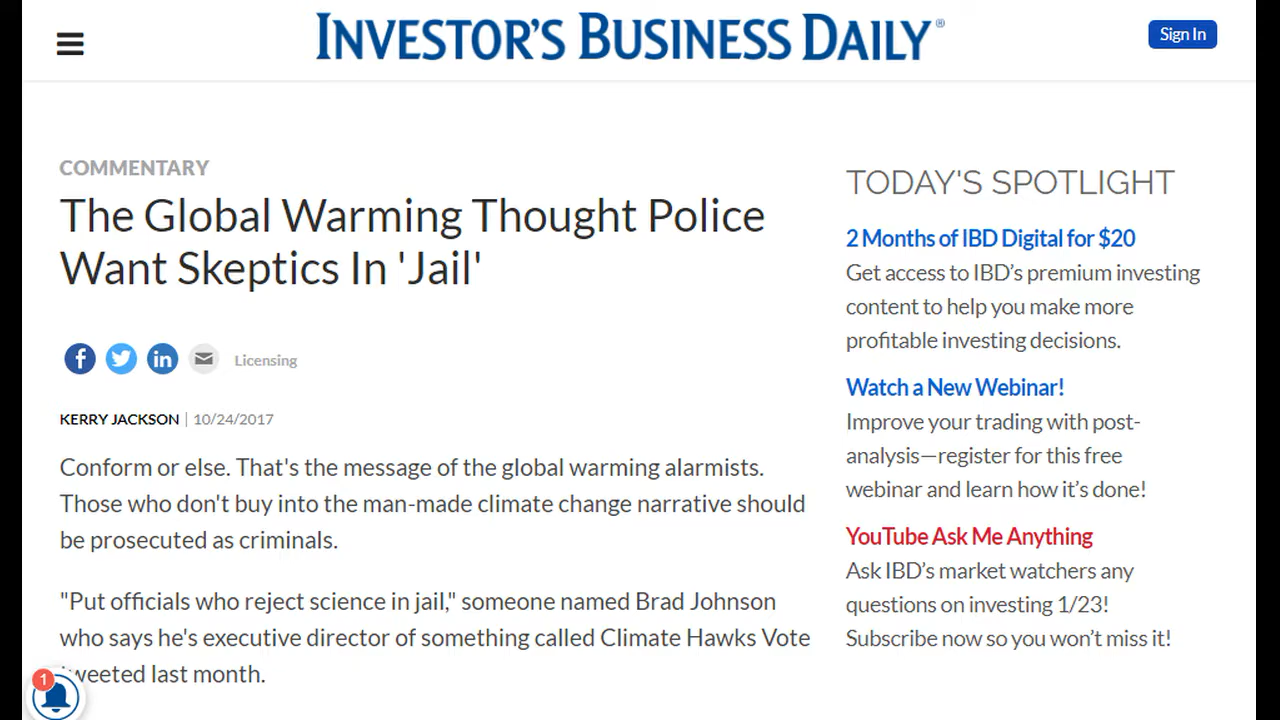 INVESTOR'S BUSINESS DAILY®
Sign In
COMMENTARY
The Global Warming Thought Police
Want Skeptics In 'Jail'
Licensing
KERRY JACKSON | 10/24/2017
Conform or else. That's the message of the global warming alarmists.
Those who don't buy into the man-made climate change narrative should
be prosecuted as criminals.
"Put officials who reject science in jail," someone named Brad Johnson
who says he's executive director of something called Climate Hawks Vote
tweeted last month.
1
TODAY'S SPOTLIGHT
2 Months of IBD Digital for $20
Get access to IBD's premium investing
content to help you make more
profitable investing decisions.
Watch a New Webinar!
Improve your trading with post-
analysis—register for this free
webinar and learn how it's done!
YouTube Ask Me Anything
Ask IBD's market watchers any
questions on investing 1/23!
Subscribe now so you won't miss it!